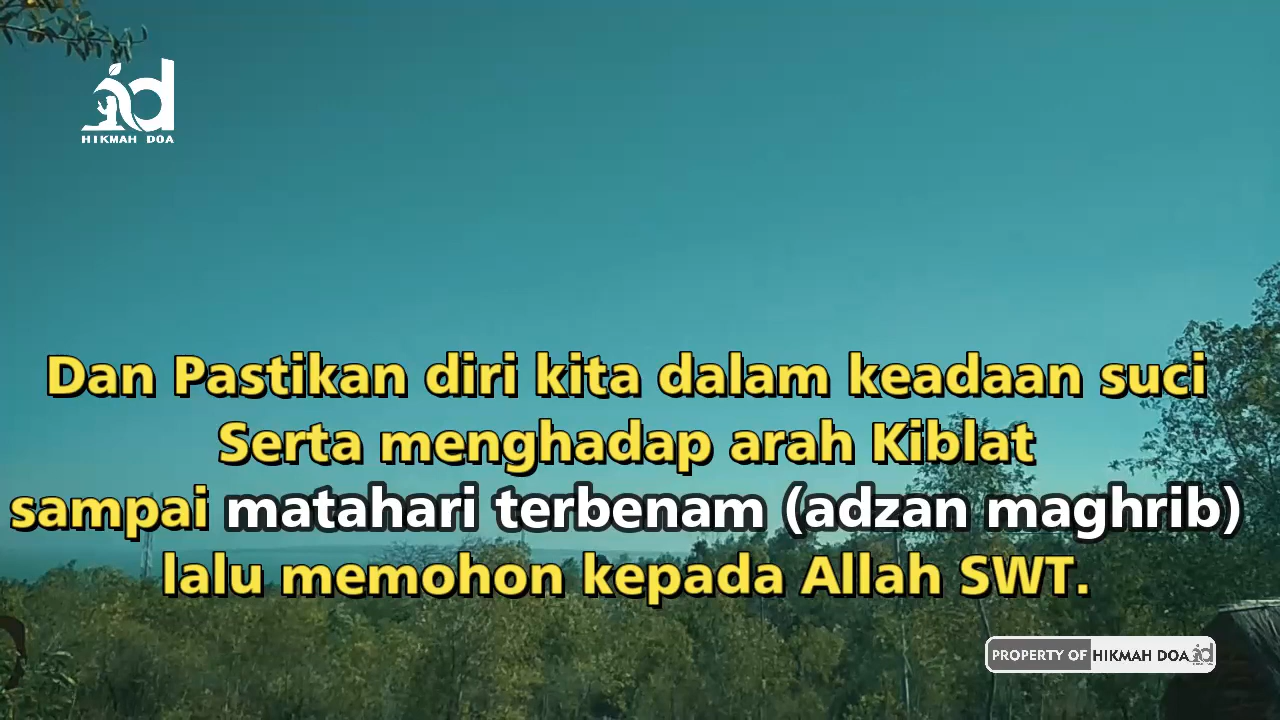 HIKMAH DOA
Dan Pastikan diri kita dalam keadaan suci
Serta menghadap arah Kiblat
sampai matahari terbenam (adzan maghrib)
lalu memohon kepada Allah SWT.
PROPERTY OF HIKMAH DOA